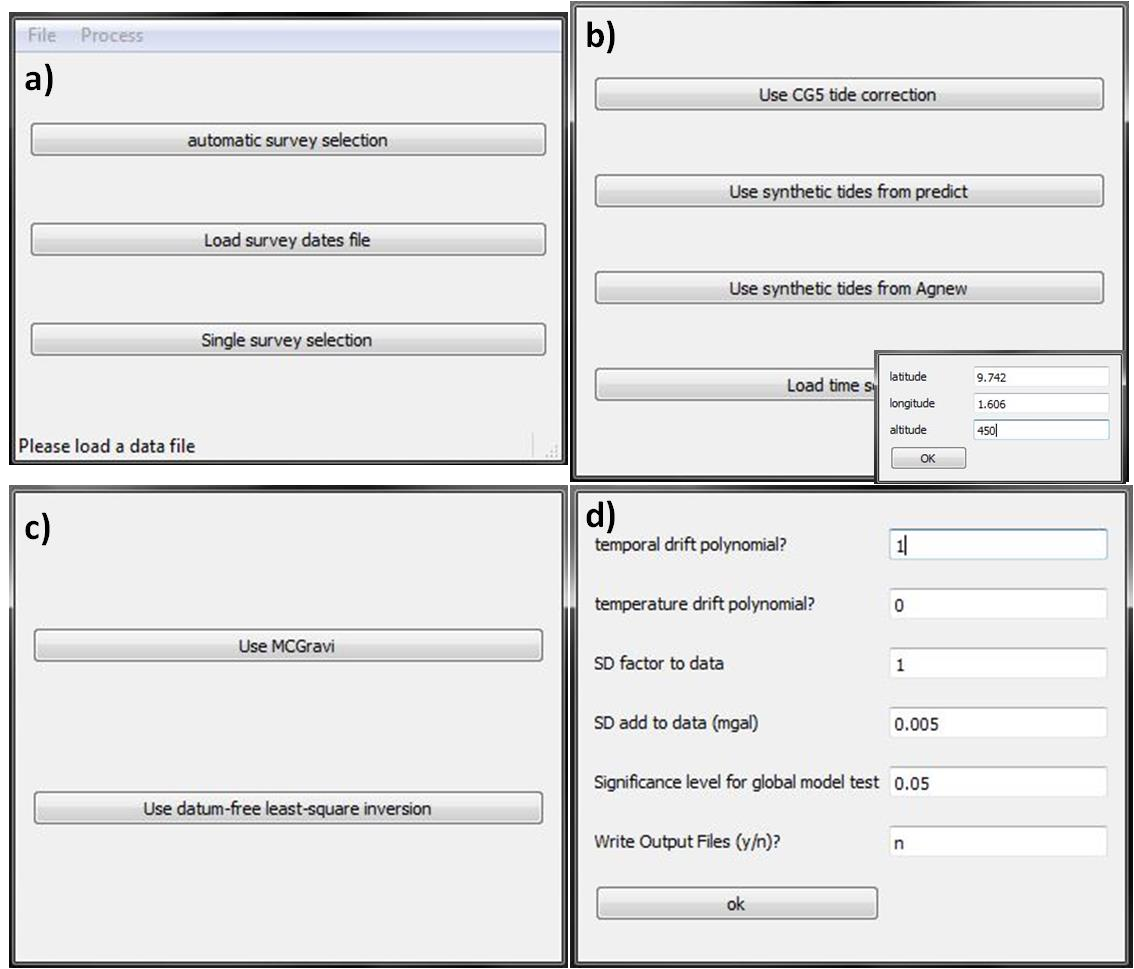 File Process
a)
automatic survey selection
Load survey dates file
Single survey selection
Please load a data file
b)
Use CG5 tide correction
Use synthetic tides from predict
Use synthetic tides from Agnew
Load time
latitude 9.742
longitude 1.606
altitude 450
OK
c)
Use MCGravi
Use datum-free least-square inversion
d)
temporal drift polynomial? 1
temperature drift polynomial? 0
SD factor to data 1
SD add to data (mgal) 0.005
Significance level for global model test 0.05
Write Output Files (y/n)? n
ok